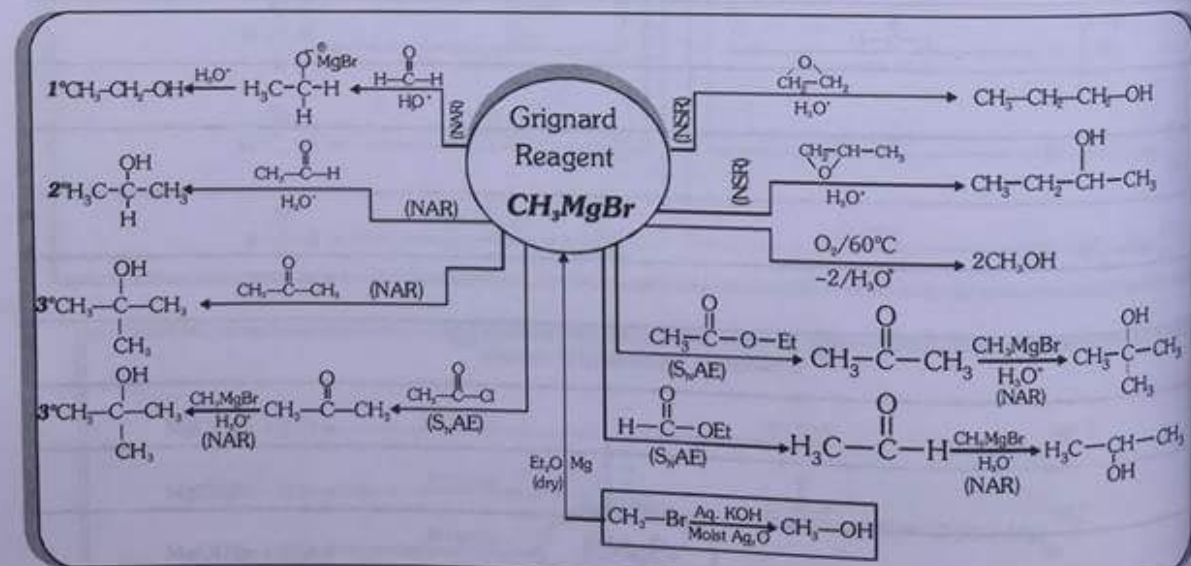 Grignard
Reagent
CH₃MgBr
1°CH₃–CH₂–OH
H₃O⁺
O⊖MgBr
H₃C–C–H
H
O
H–C–H
H₃O⁺
(NAR)
OH
2°H₃C–C–CH₃
H
O
CH₃–C–H
H₃O⁺
(NAR)
OH
3°CH₃–C–CH₃
CH₃
O
CH₃–C–CH₃
(NAR)
OH
3°CH₃–C–CH₃
CH₃
CH₃MgBr
H₃O⁺
(NAR)
O
CH₃–C–CH₃
O
CH₃–C–Cl
(SₙAE)
(NSR)
O
CH₂–CH₂
H₃O⁺
CH₃–CH₂–CH₂–OH
(NSR)
CH₂–CH–CH₃
O
H₃O⁺
OH
CH₃–CH₂–CH–CH₃
O₂/60℃
–2/H₃O⁺
2CH₃OH
O
CH₃–C–O–Et
(SₙAE)
O
CH₃–C–CH₃
CH₃MgBr
H₃O⁺
(NAR)
OH
CH₃–C–CH₃
CH₃
O
H–C–OEt
(SₙAE)
O
H₃C–C–H
CH₃MgBr
H₃O⁺
(NAR)
H₃C–CH–CH₃
OH
Et₂O Mg
(dry)
CH₃–Br
Aq. KOH
Moist Ag₂O
CH₃–OH